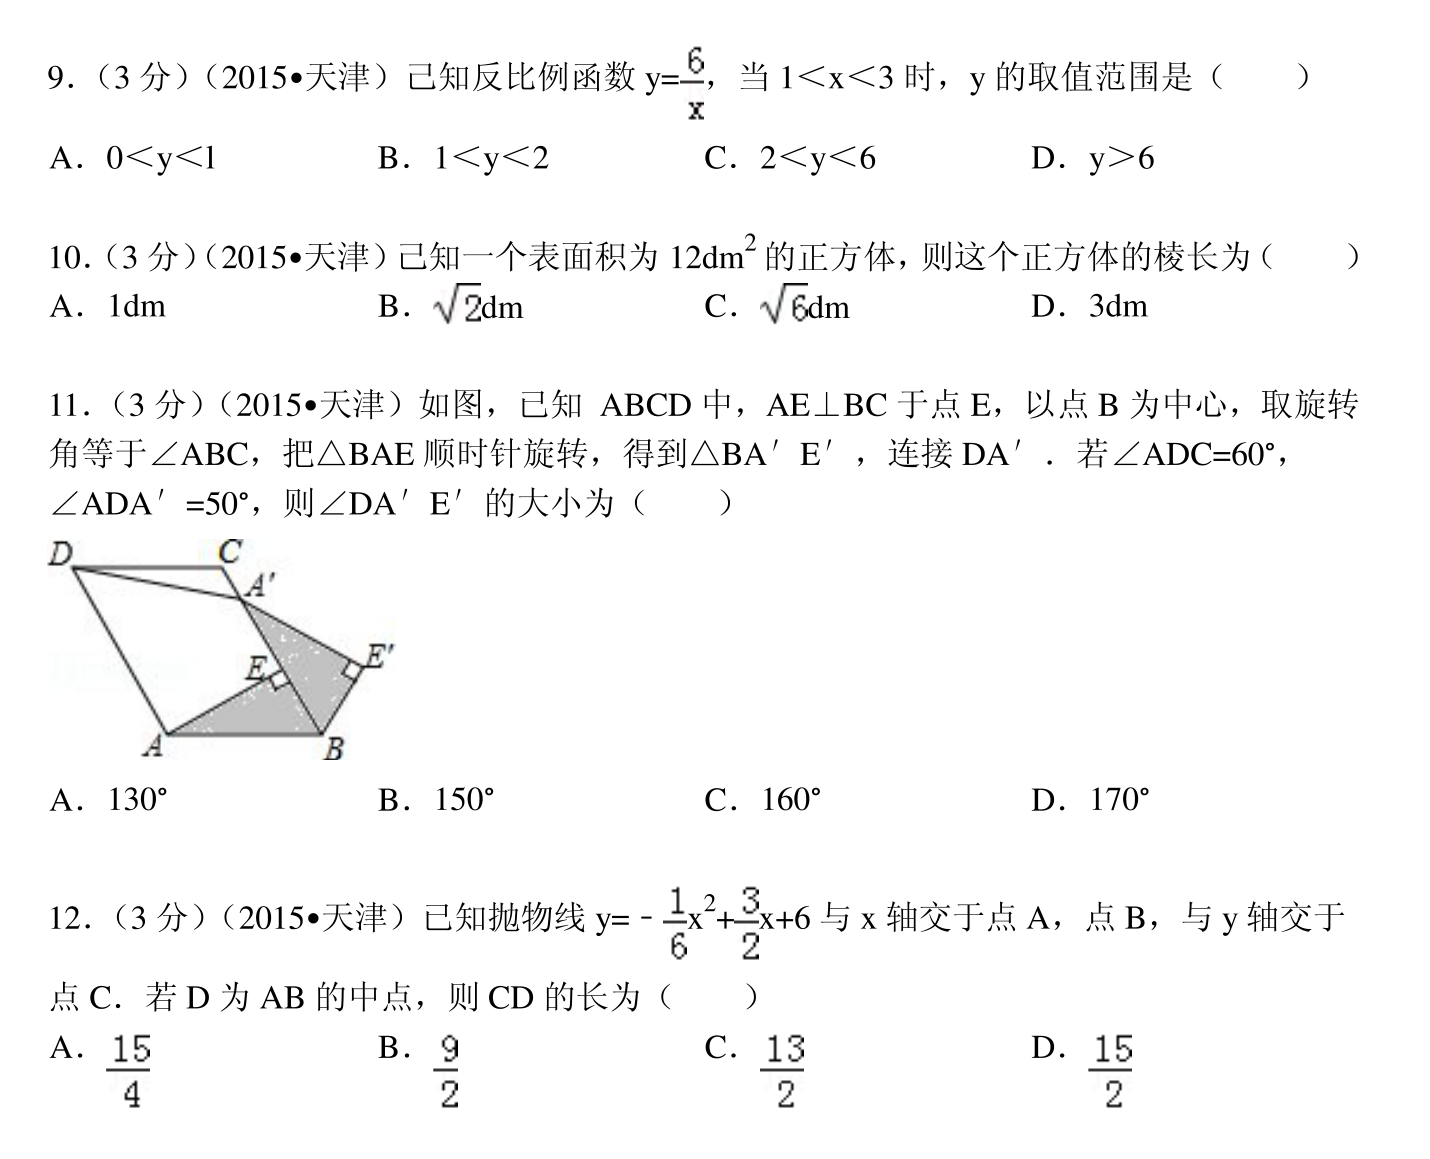 9．（3 分）（2015•天津）己知反比例函数 y=6/x，当 1＜x＜3 时，y 的取值范围是（　　）
A．0＜y＜1 B．1＜y＜2 C．2＜y＜6 D．y＞6
10．（3 分）（2015•天津）己知一个表面积为 12dm² 的正方体，则这个正方体的棱长为（　　）
A．1dm B．√2dm C．√6dm D．3dm
11．（3 分）（2015•天津）如图，已知 ABCD 中，AE⊥BC 于点 E，以点 B 为中心，取旋转
角等于∠ABC，把△BAE 顺时针旋转，得到△BA′E′，连接 DA′．若∠ADC=60°，
∠ADA′=50°，则∠DA′E′的大小为（　　）
D C
A′
E E′
A B
A．130° B．150° C．160° D．170°
12．（3 分）（2015•天津）已知抛物线 y=﹣1/6x²+3/2x+6 与 x 轴交于点 A，点 B，与 y 轴交于
点 C．若 D 为 AB 的中点，则 CD 的长为（　　）
A．15/4 B．9/2 C．13/2 D．15/2